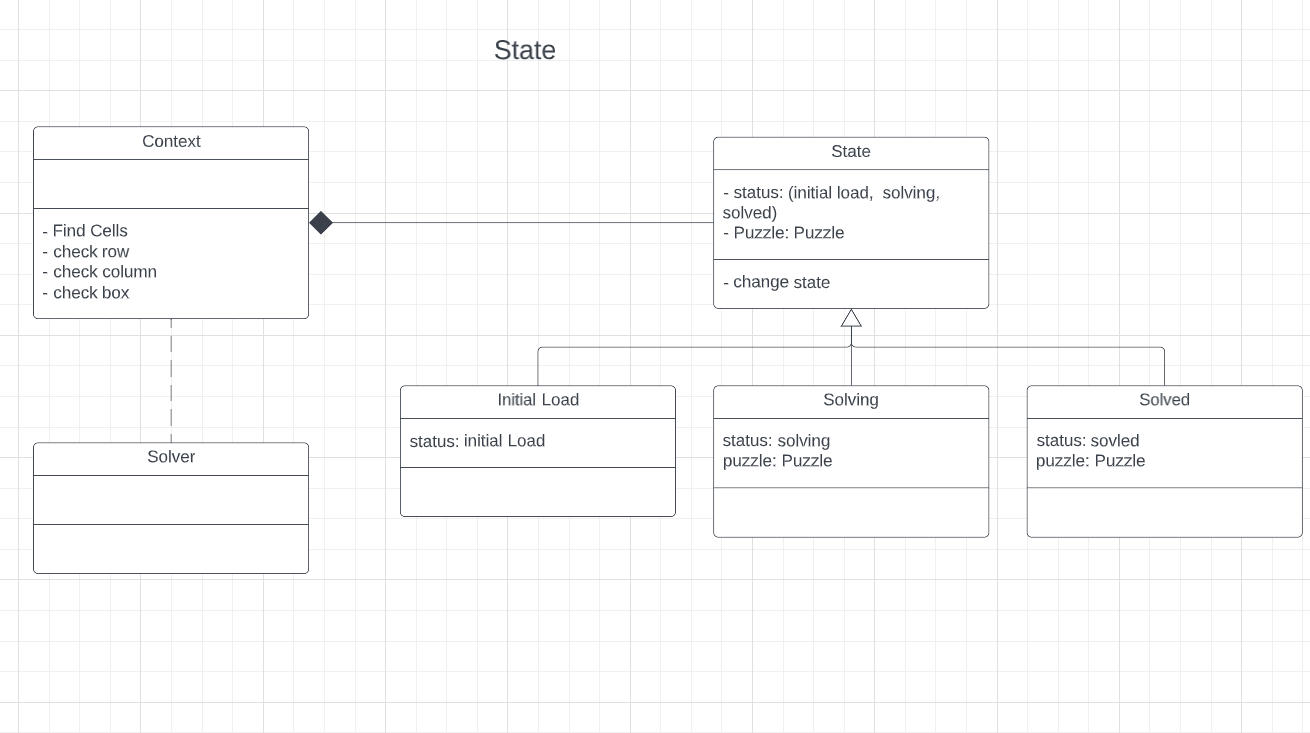 State
Context
- Find Cells
- check row
- check column
- check box
State
- status: (initial load,  solving,
solved)
- Puzzle: Puzzle
- change state
Initial Load
status: initial Load
Solving
status: solving
puzzle: Puzzle
Solved
status: sovled
puzzle: Puzzle
Solver